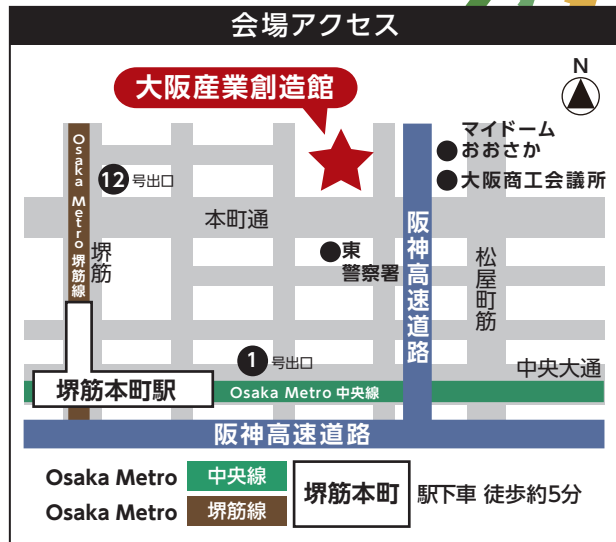 会場アクセス
大阪産業創造館
N
マイドーム
おおさか
大阪商工会議所
Osaka Metro 堺筋線
12号出口
堺筋
本町通
東
警察署
阪神高速道路
松屋町筋
1号出口
中央大通
堺筋本町駅
Osaka Metro 中央線
阪神高速道路
Osaka Metro 中央線
Osaka Metro 堺筋線
堺筋本町 駅下車 徒歩約5分